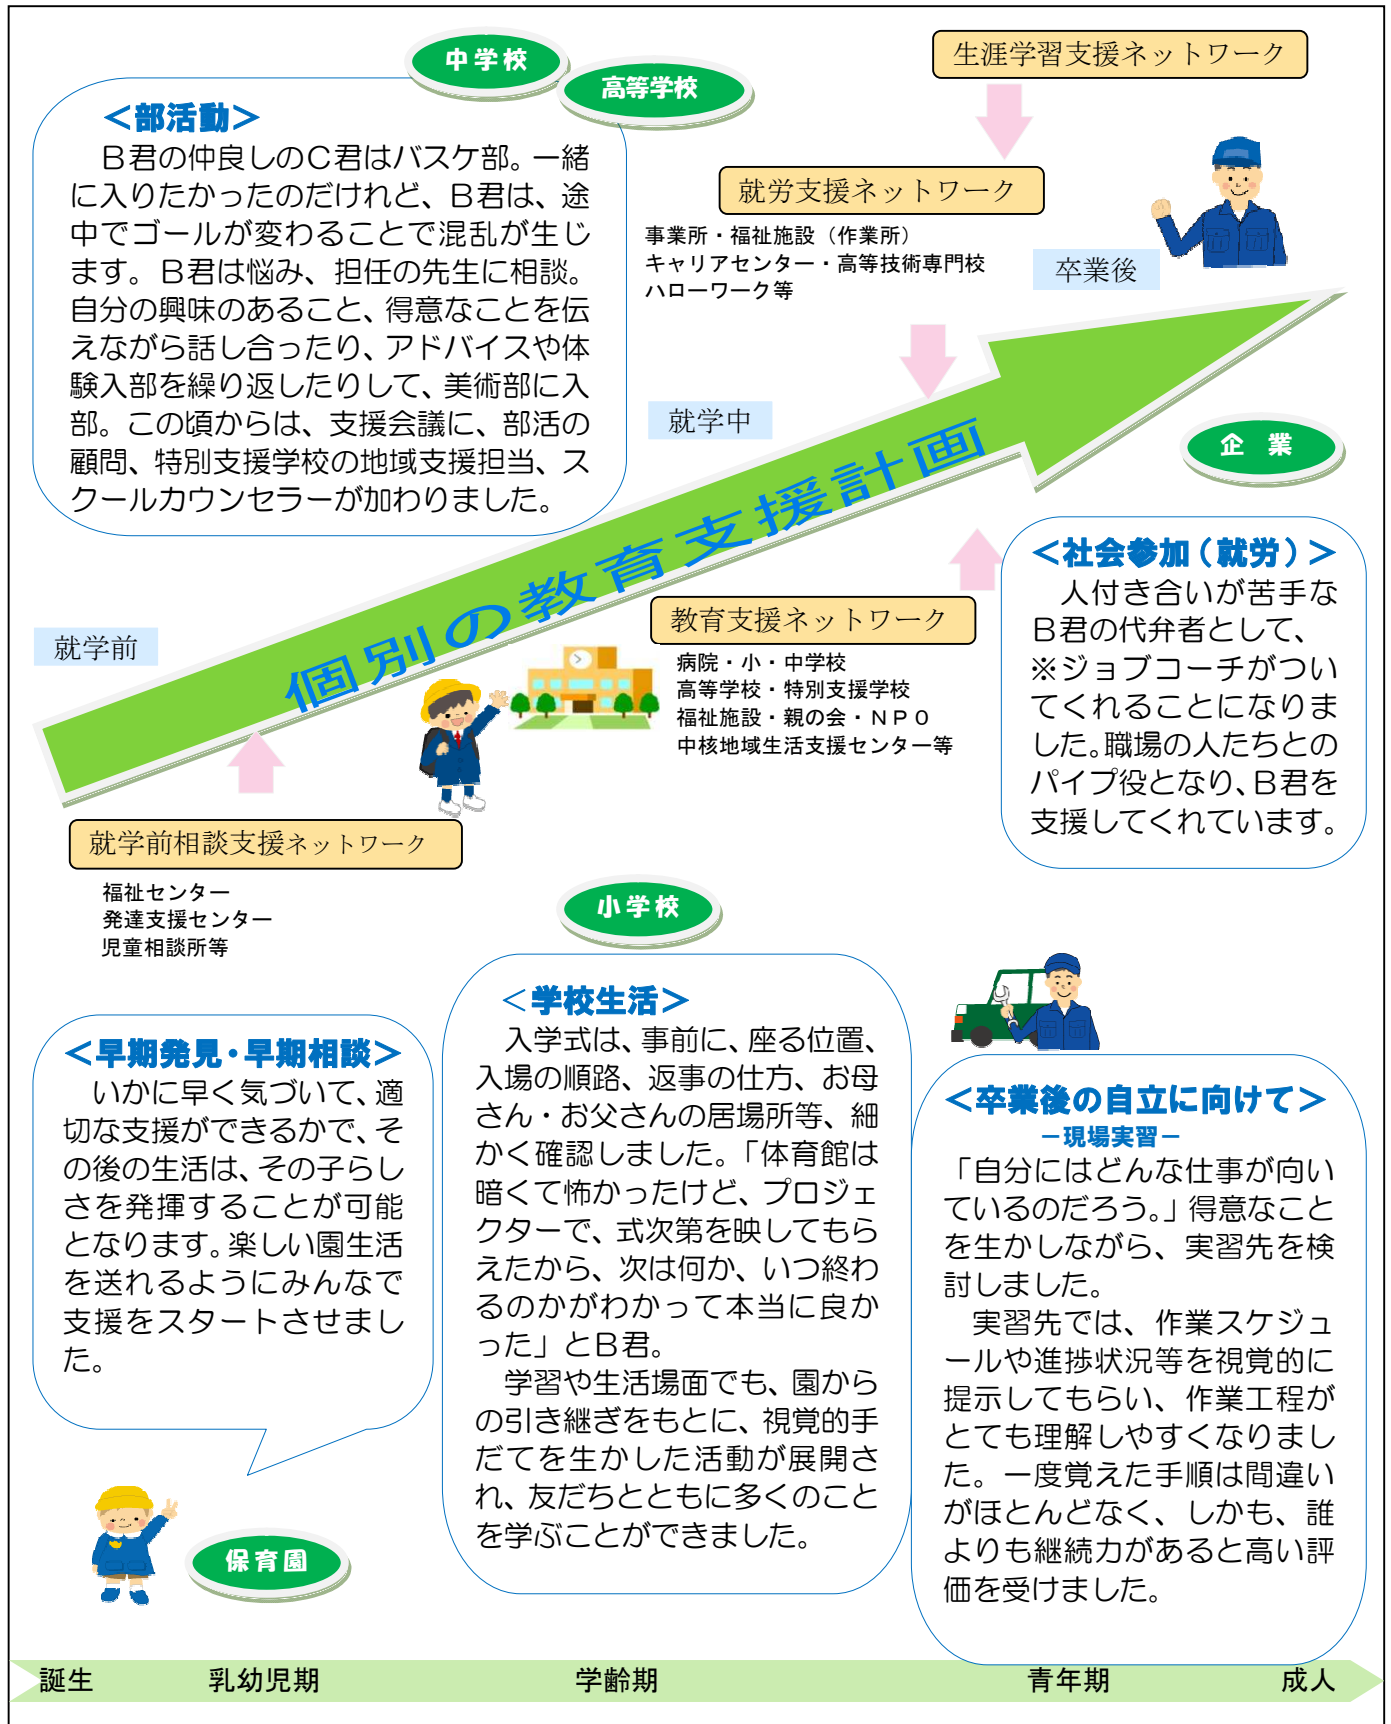 中学校
高等学校
生涯学習支援ネットワーク
＜部活動＞
　Ｂ君の仲良しのＣ君はバスケ部。一緒
に入りたかったのだけれど、Ｂ君は、途
中でゴールが変わることで混乱が生じ
ます。Ｂ君は悩み、担任の先生に相談。
自分の興味のあること、得意なことを伝
えながら話し合ったり、アドバイスや体
験入部を繰り返したりして、美術部に入
部。この頃からは、支援会議に、部活の
顧問、特別支援学校の地域支援担当、ス
クールカウンセラーが加わりました。
就労支援ネットワーク
事業所・福祉施設（作業所）
キャリアセンター・高等技術専門校
ハローワーク等
卒業後
就学中
企　業
個別の教育支援計画
＜社会参加（就労）＞
　人付き合いが苦手な
Ｂ君の代弁者として、
※ジョブコーチがつい
てくれることになりま
した。職場の人たちとの
パイプ役となり、Ｂ君を
支援してくれています。
就学前
教育支援ネットワーク
病院・小・中学校
高等学校・特別支援学校
福祉施設・親の会・ＮＰＯ
中核地域生活支援センター等
就学前相談支援ネットワーク
福祉センター
発達支援センター
児童相談所等
小学校
＜早期発見・早期相談＞
　いかに早く気づいて、適
切な支援ができるかで、そ
の後の生活は、その子らし
さを発揮することが可能
となります。楽しい園生活
を送れるようにみんなで
支援をスタートさせまし
た。
保育園
＜学校生活＞
　入学式は、事前に、座る位置、
入場の順路、返事の仕方、お母
さん・お父さんの居場所等、細
かく確認しました。「体育館は
暗くて怖かったけど、プロジェ
クターで、式次第を映してもら
えたから、次は何か、いつ終わ
るのかがわかって本当に良か
った」とＢ君。
　学習や生活場面でも、園から
の引き継ぎをもとに、視覚的手
だてを生かした活動が展開さ
れ、友だちとともに多くのこと
を学ぶことができました。
＜卒業後の自立に向けて＞
－現場実習－
「自分にはどんな仕事が向い
ているのだろう。」得意なこと
を生かしながら、実習先を検
討しました。
　実習先では、作業スケジュ
ールや進捗状況等を視覚的に
提示してもらい、作業工程が
とても理解しやすくなりまし
た。一度覚えた手順は間違い
がほとんどなく、しかも、誰
よりも継続力があると高い評
価を受けました。
誕生　乳幼児期　学齢期　青年期　成人